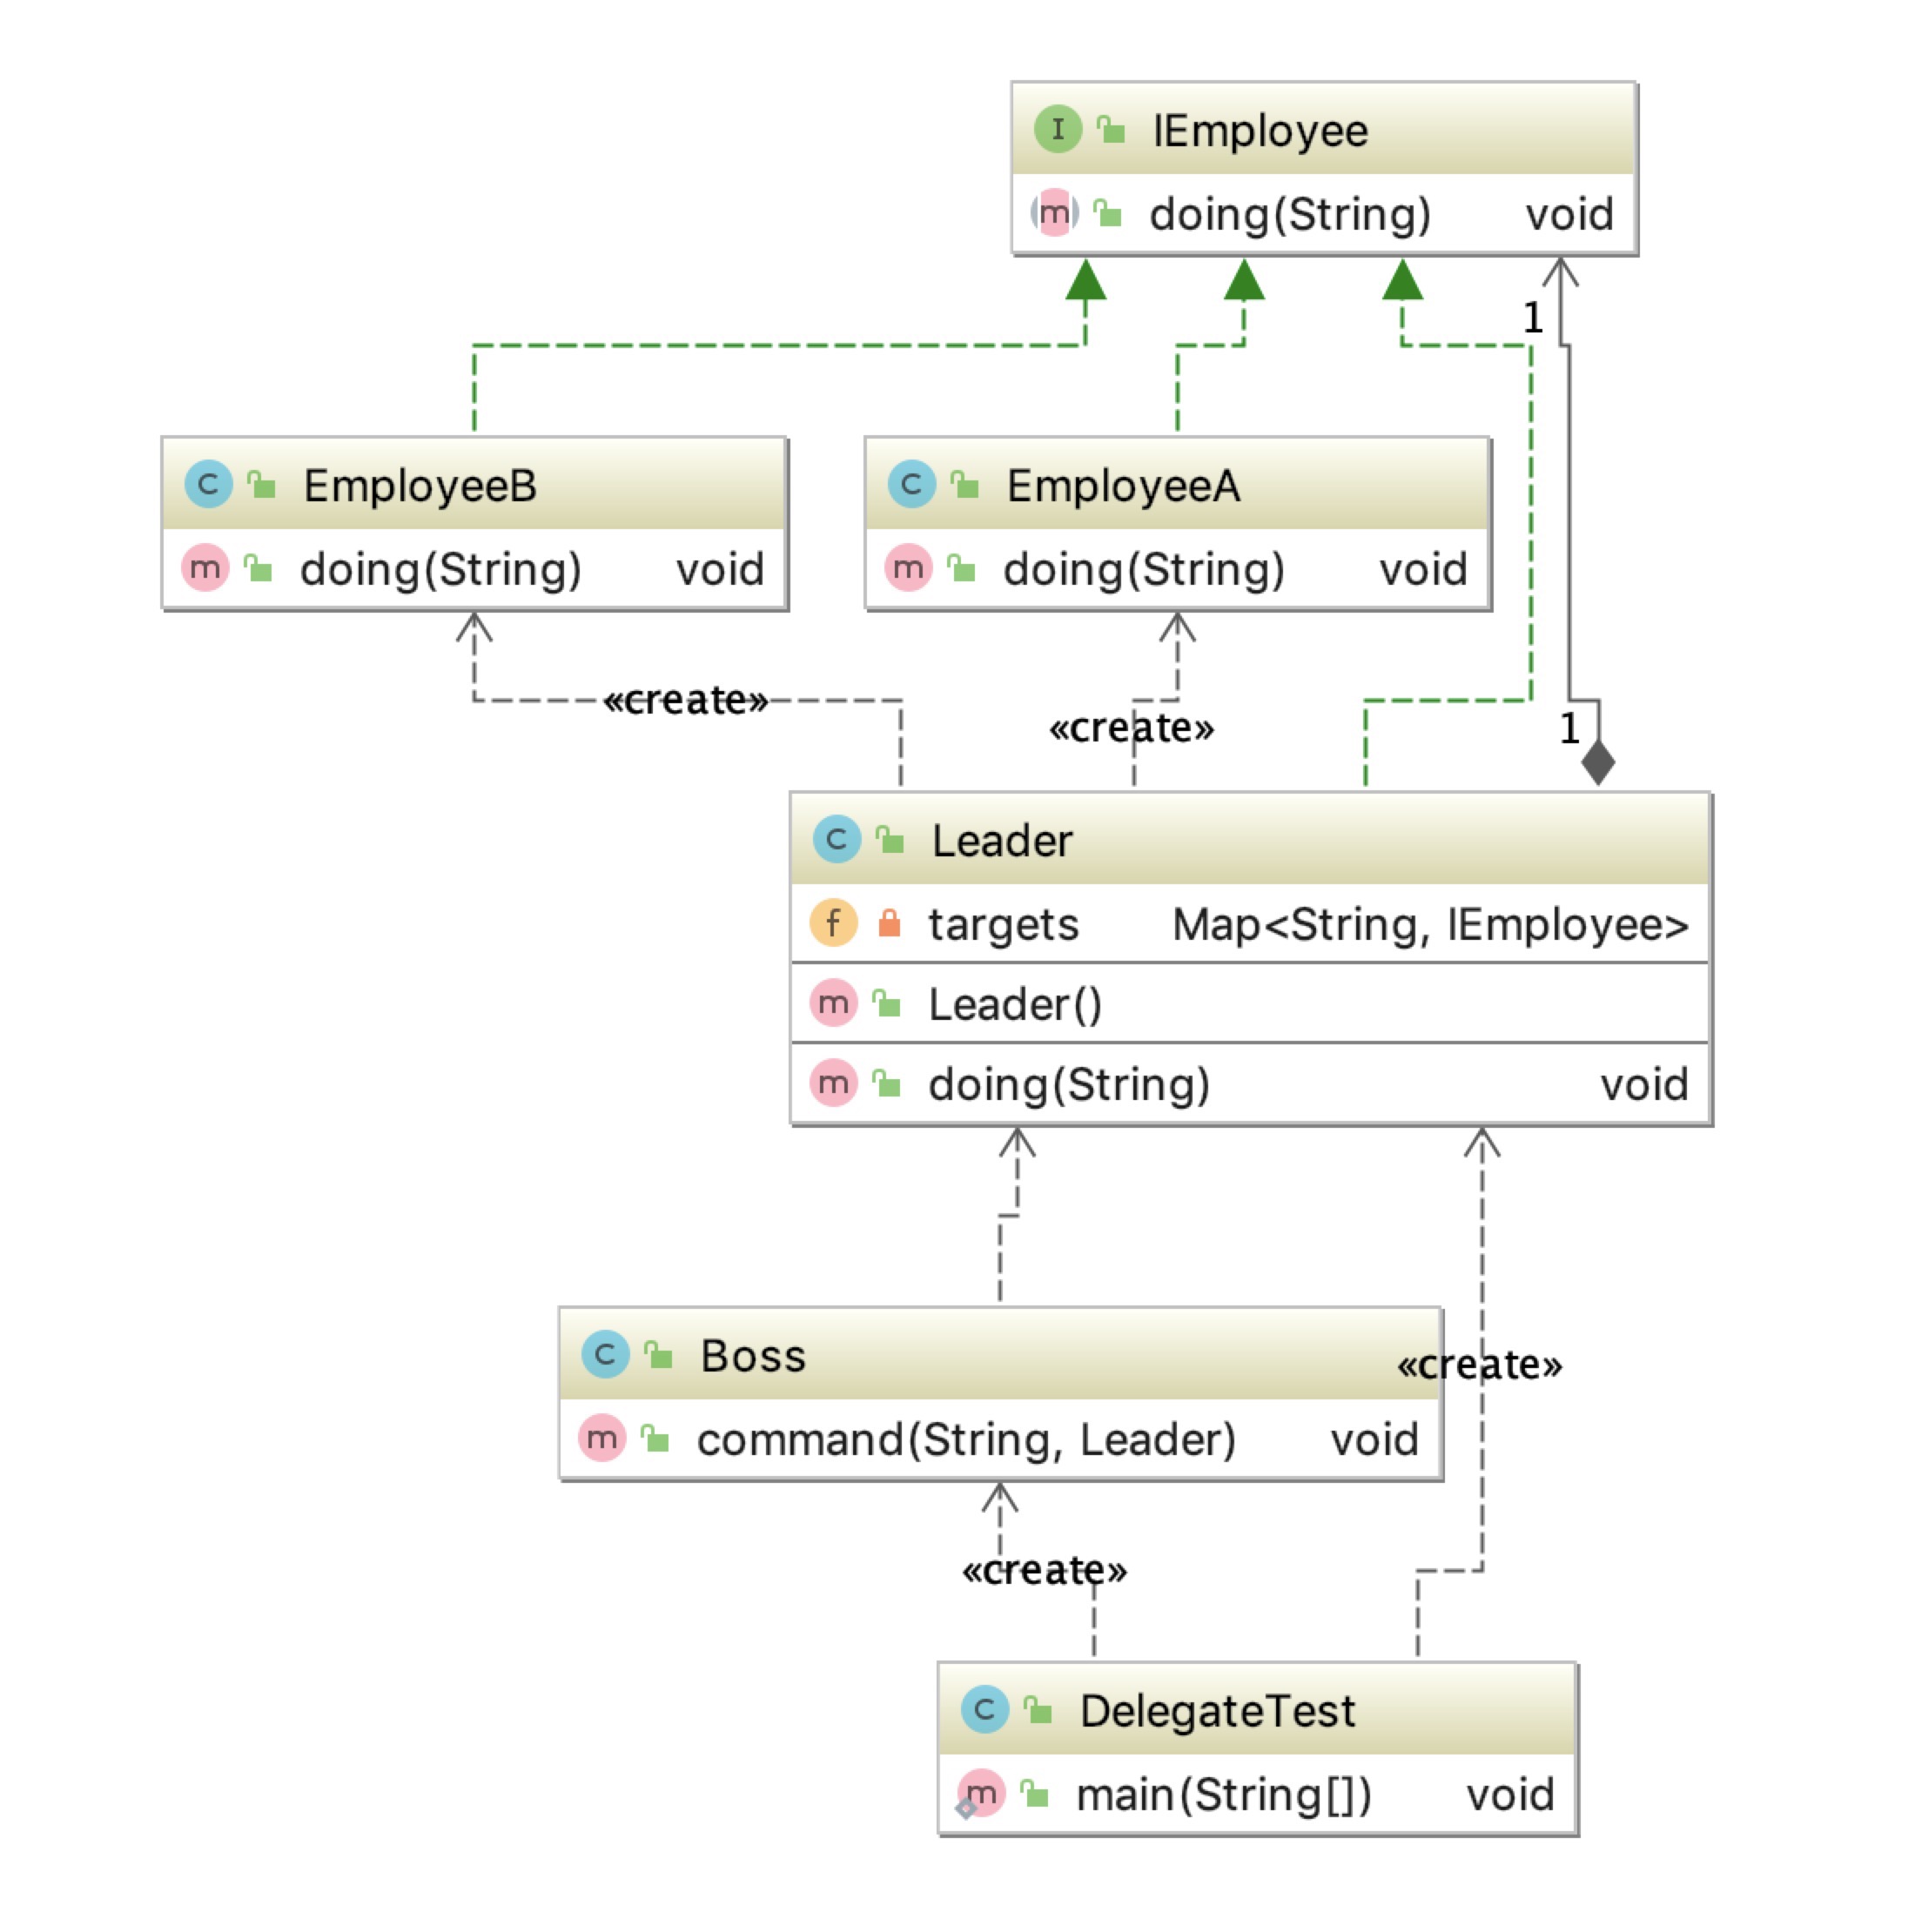 I IEmployee
m doing(String) void
1
C EmployeeB
m doing(String) void
C EmployeeA
m doing(String) void
«create»
«create»
1
C Leader
f targets Map<String, IEmployee>
m Leader()
m doing(String) void
C Boss
m command(String, Leader) void
«create»
«create»
C DelegateTest
m main(String[]) void